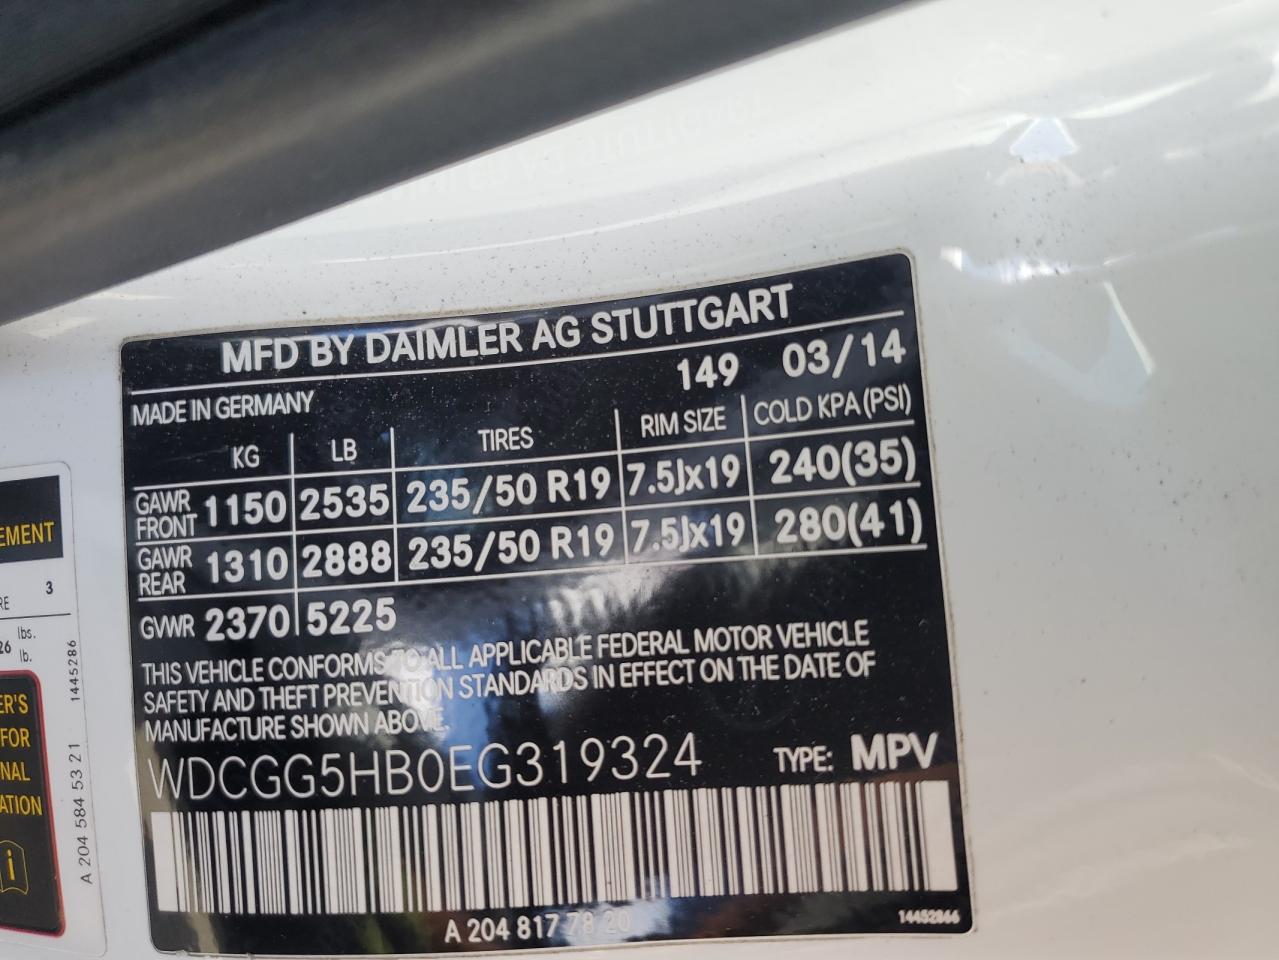 MFD BY DAIMLER AG STUTTGART
149 03/14
MADE IN GERMANY
KG LB TIRES RIM SIZE COLD KPA (PSI)
GAWR FRONT 1150 2535 235/50 R19 7.5Jx19 240(35)
GAWR REAR 1310 2888 235/50 R19 7.5Jx19 280(41)
GVWR 2370 5225
THIS VEHICLE CONFORMS TO ALL APPLICABLE FEDERAL MOTOR VEHICLE
SAFETY AND THEFT PREVENTION STANDARDS IN EFFECT ON THE DATE OF
MANUFACTURE SHOWN ABOVE.
WDCGG5HB0EG319324 TYPE: MPV
A 204 817 78 20 14452866
EMENT
RE 3
26 lbs.
lb.
ER'S
FOR
NAL
ATION
i
A 204 584 53 21 1445286